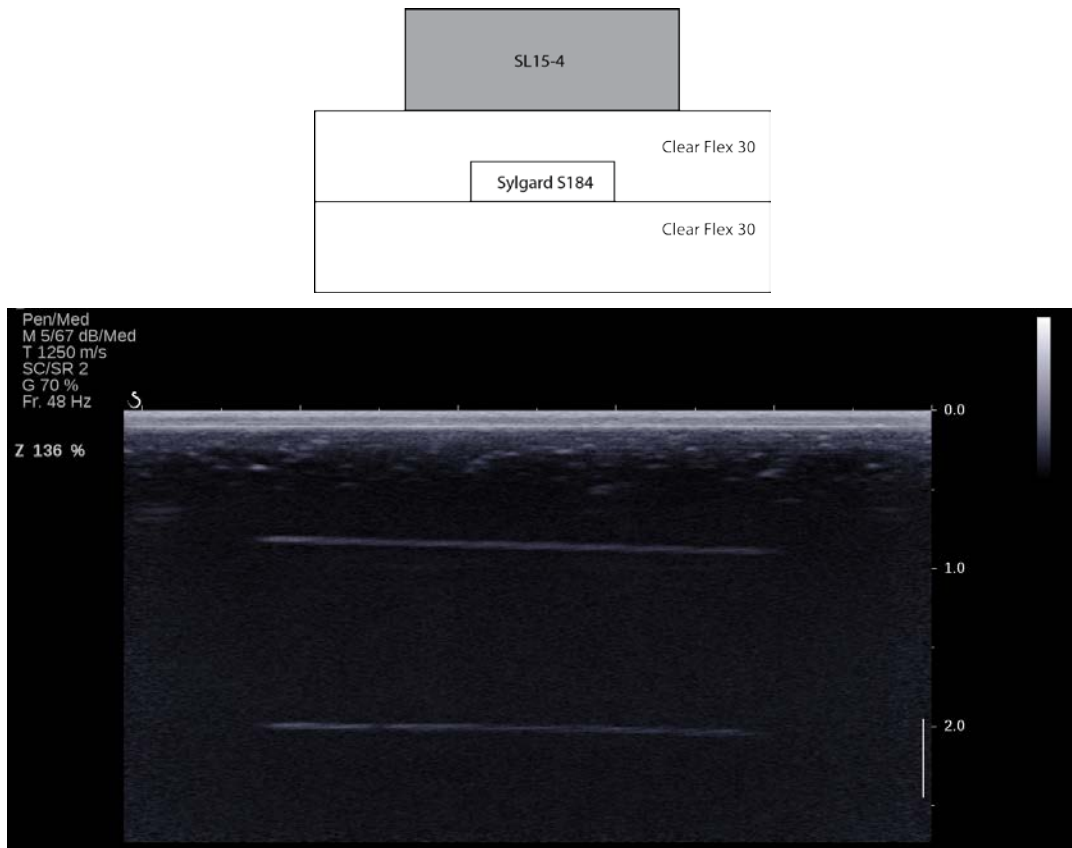 SL15-4
Clear Flex 30
Sylgard S184
Clear Flex 30
Pen/Med
M 5/67 dB/Med
T 1250 m/s
SC/SR 2
G 70 %
Fr. 48 Hz
Z 136 %
0.0
1.0
2.0